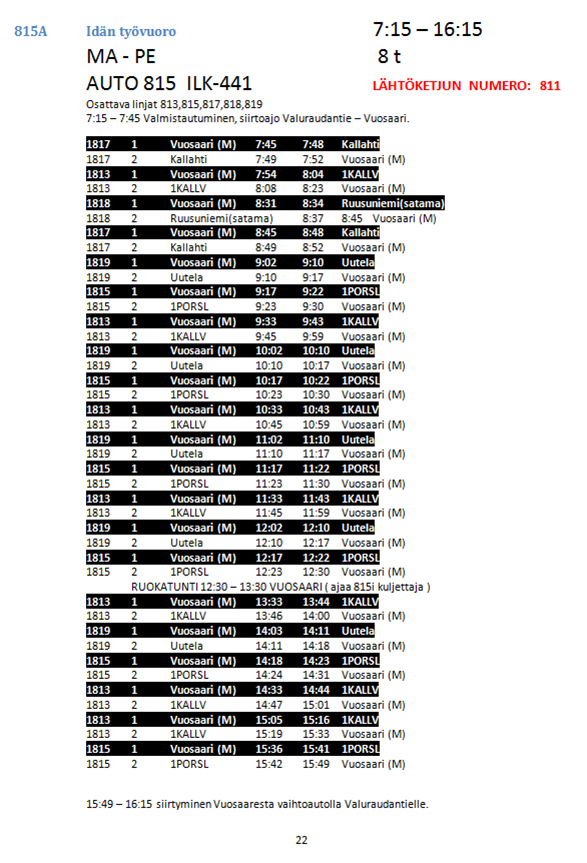 815A Idän työvuoro 7:15 – 16:15
MA - PE 8 t
AUTO 815 ILK-441 LÄHTÖKETJUN NUMERO: 811
Osattava linjat 813,815,817,818,819
7:15 – 7:45 Valmistautuminen, siirtoajo Valuraudantie – Vuosaari.
1817 1 Vuosaari (M) 7:45 7:48 Kallahti
1817 2 Kallahti 7:49 7:52 Vuosaari (M)
1813 1 Vuosaari (M) 7:54 8:04 1KALLV
1813 2 1KALLV 8:08 8:23 Vuosaari (M)
1818 1 Vuosaari (M) 8:31 8:34 Ruusuniemi(satama)
1818 2 Ruusuniemi(satama) 8:37 8:45 Vuosaari (M)
1817 1 Vuosaari (M) 8:45 8:48 Kallahti
1817 2 Kallahti 8:49 8:52 Vuosaari (M)
1819 1 Vuosaari (M) 9:02 9:10 Uutela
1819 2 Uutela 9:10 9:17 Vuosaari (M)
1815 1 Vuosaari (M) 9:17 9:22 1PORSL
1815 2 1PORSL 9:23 9:30 Vuosaari (M)
1813 1 Vuosaari (M) 9:33 9:43 1KALLV
1813 2 1KALLV 9:45 9:59 Vuosaari (M)
1819 1 Vuosaari (M) 10:02 10:10 Uutela
1819 2 Uutela 10:10 10:17 Vuosaari (M)
1815 1 Vuosaari (M) 10:17 10:22 1PORSL
1815 2 1PORSL 10:23 10:30 Vuosaari (M)
1813 1 Vuosaari (M) 10:33 10:43 1KALLV
1813 2 1KALLV 10:45 10:59 Vuosaari (M)
1819 1 Vuosaari (M) 11:02 11:10 Uutela
1819 2 Uutela 11:10 11:17 Vuosaari (M)
1815 1 Vuosaari (M) 11:17 11:22 1PORSL
1815 2 1PORSL 11:23 11:30 Vuosaari (M)
1813 1 Vuosaari (M) 11:33 11:43 1KALLV
1813 2 1KALLV 11:45 11:59 Vuosaari (M)
1819 1 Vuosaari (M) 12:02 12:10 Uutela
1819 2 Uutela 12:10 12:17 Vuosaari (M)
1815 1 Vuosaari (M) 12:17 12:22 1PORSL
1815 2 1PORSL 12:23 12:30 Vuosaari (M)
RUOKATUNTI 12:30 – 13:30 VUOSAARI ( ajaa 815i kuljettaja )
1813 1 Vuosaari (M) 13:33 13:44 1KALLV
1813 2 1KALLV 13:46 14:00 Vuosaari (M)
1819 1 Vuosaari (M) 14:03 14:11 Uutela
1819 2 Uutela 14:11 14:18 Vuosaari (M)
1815 1 Vuosaari (M) 14:18 14:23 1PORSL
1815 2 1PORSL 14:24 14:31 Vuosaari (M)
1813 1 Vuosaari (M) 14:33 14:44 1KALLV
1813 2 1KALLV 14:47 15:01 Vuosaari (M)
1813 1 Vuosaari (M) 15:05 15:16 1KALLV
1813 2 1KALLV 15:19 15:33 Vuosaari (M)
1815 1 Vuosaari (M) 15:36 15:41 1PORSL
1815 2 1PORSL 15:42 15:49 Vuosaari (M)
15:49 – 16:15 siirtyminen Vuosaaresta vaihtoautolla Valuraudantielle.
22